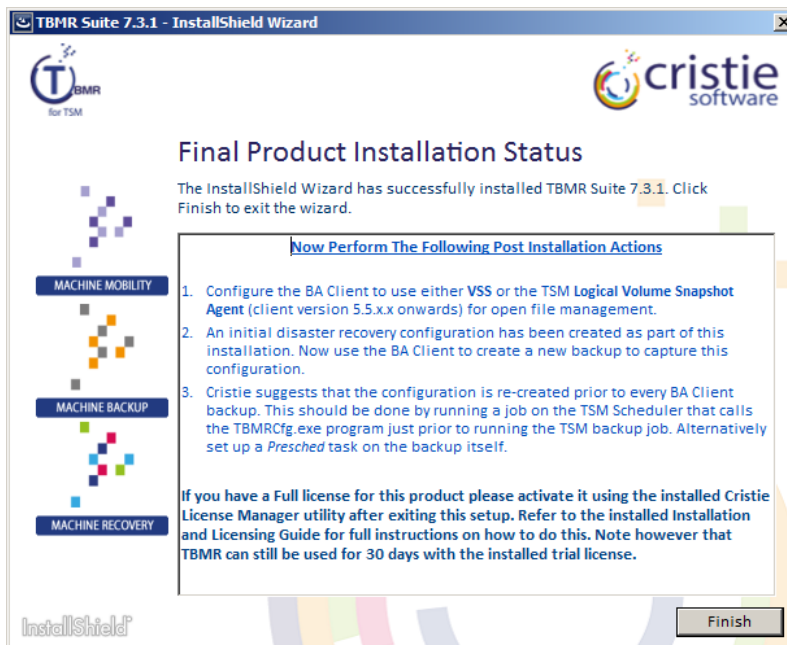 TBMR Suite 7.3.1 - InstallShield Wizard
TBMR
for TSM
cristie
software
Final Product Installation Status
The InstallShield Wizard has successfully installed TBMR Suite 7.3.1. Click
Finish to exit the wizard.
Now Perform The Following Post Installation Actions
MACHINE MOBILITY
1. Configure the BA Client to use either VSS or the TSM Logical Volume Snapshot
Agent (client version 5.5.x.x onwards) for open file management.
2. An initial disaster recovery configuration has been created as part of this
installation. Now use the BA Client to create a new backup to capture this
configuration.
MACHINE BACKUP
3. Cristie suggests that the configuration is re-created prior to every BA Client
backup. This should be done by running a job on the TSM Scheduler that calls
the TBMRCfg.exe program just prior to running the TSM backup job. Alternatively
set up a Presched task on the backup itself.
MACHINE RECOVERY
If you have a Full license for this product please activate it using the installed Cristie
License Manager utility after exiting this setup. Refer to the installed Installation
and Licensing Guide for full instructions on how to do this. Note however that
TBMR can still be used for 30 days with the installed trial license.
InstallShield
Finish